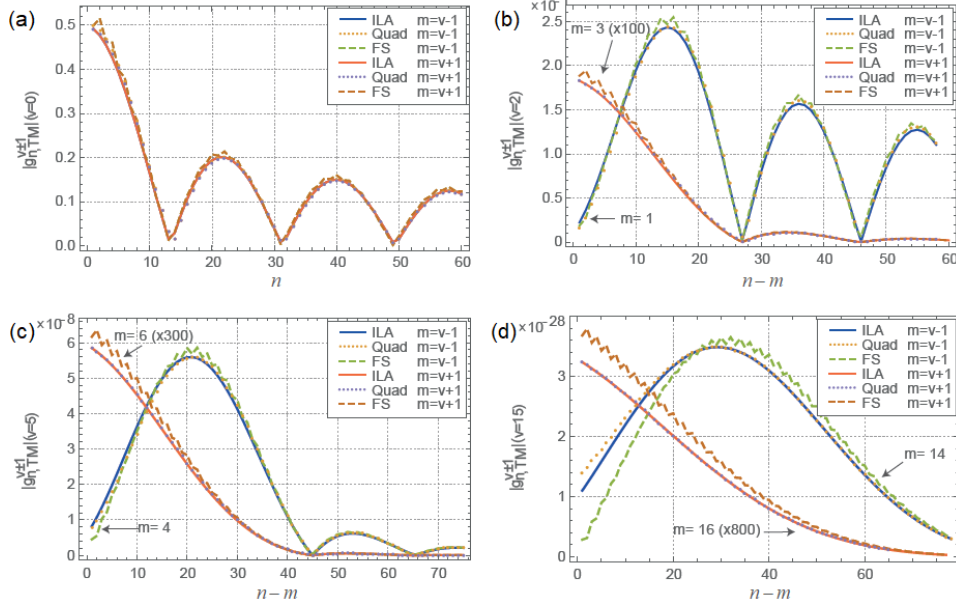 (a)
|g^{v±1}_{n,TM}|(v=0)
0.5
0.4
0.3
0.2
0.1
0.0
0 10 20 30 40 50 60
n
ILA m=v-1
Quad m=v-1
FS m=v-1
ILA m=v+1
Quad m=v+1
FS m=v+1
(b)
×10⁻
|g^{v±1}_{n,TM}|(v=2)
2.5
2.0
1.5
1.0
5
0
0 10 20 30 40 50 60
n-m
m= 3 (x100)
m= 1
ILA m=v-1
Quad m=v-1
FS m=v-1
ILA m=v+1
Quad m=v+1
FS m=v+1
(c)
×10⁻⁸
|g^{v±1}_{n,TM}|(v=5)
6
5
4
3
2
1
0
0 10 20 30 40 50 60 70
n-m
m= 6 (x300)
m= 4
ILA m=v-1
Quad m=v-1
FS m=v-1
ILA m=v+1
Quad m=v+1
FS m=v+1
(d)
×10⁻²⁸
|g^{v±1}_{n,TM}|(v=15)
3
2
1
0
0 20 40 60
n-m
m= 14
m= 16 (x800)
ILA m=v-1
Quad m=v-1
FS m=v-1
ILA m=v+1
Quad m=v+1
FS m=v+1